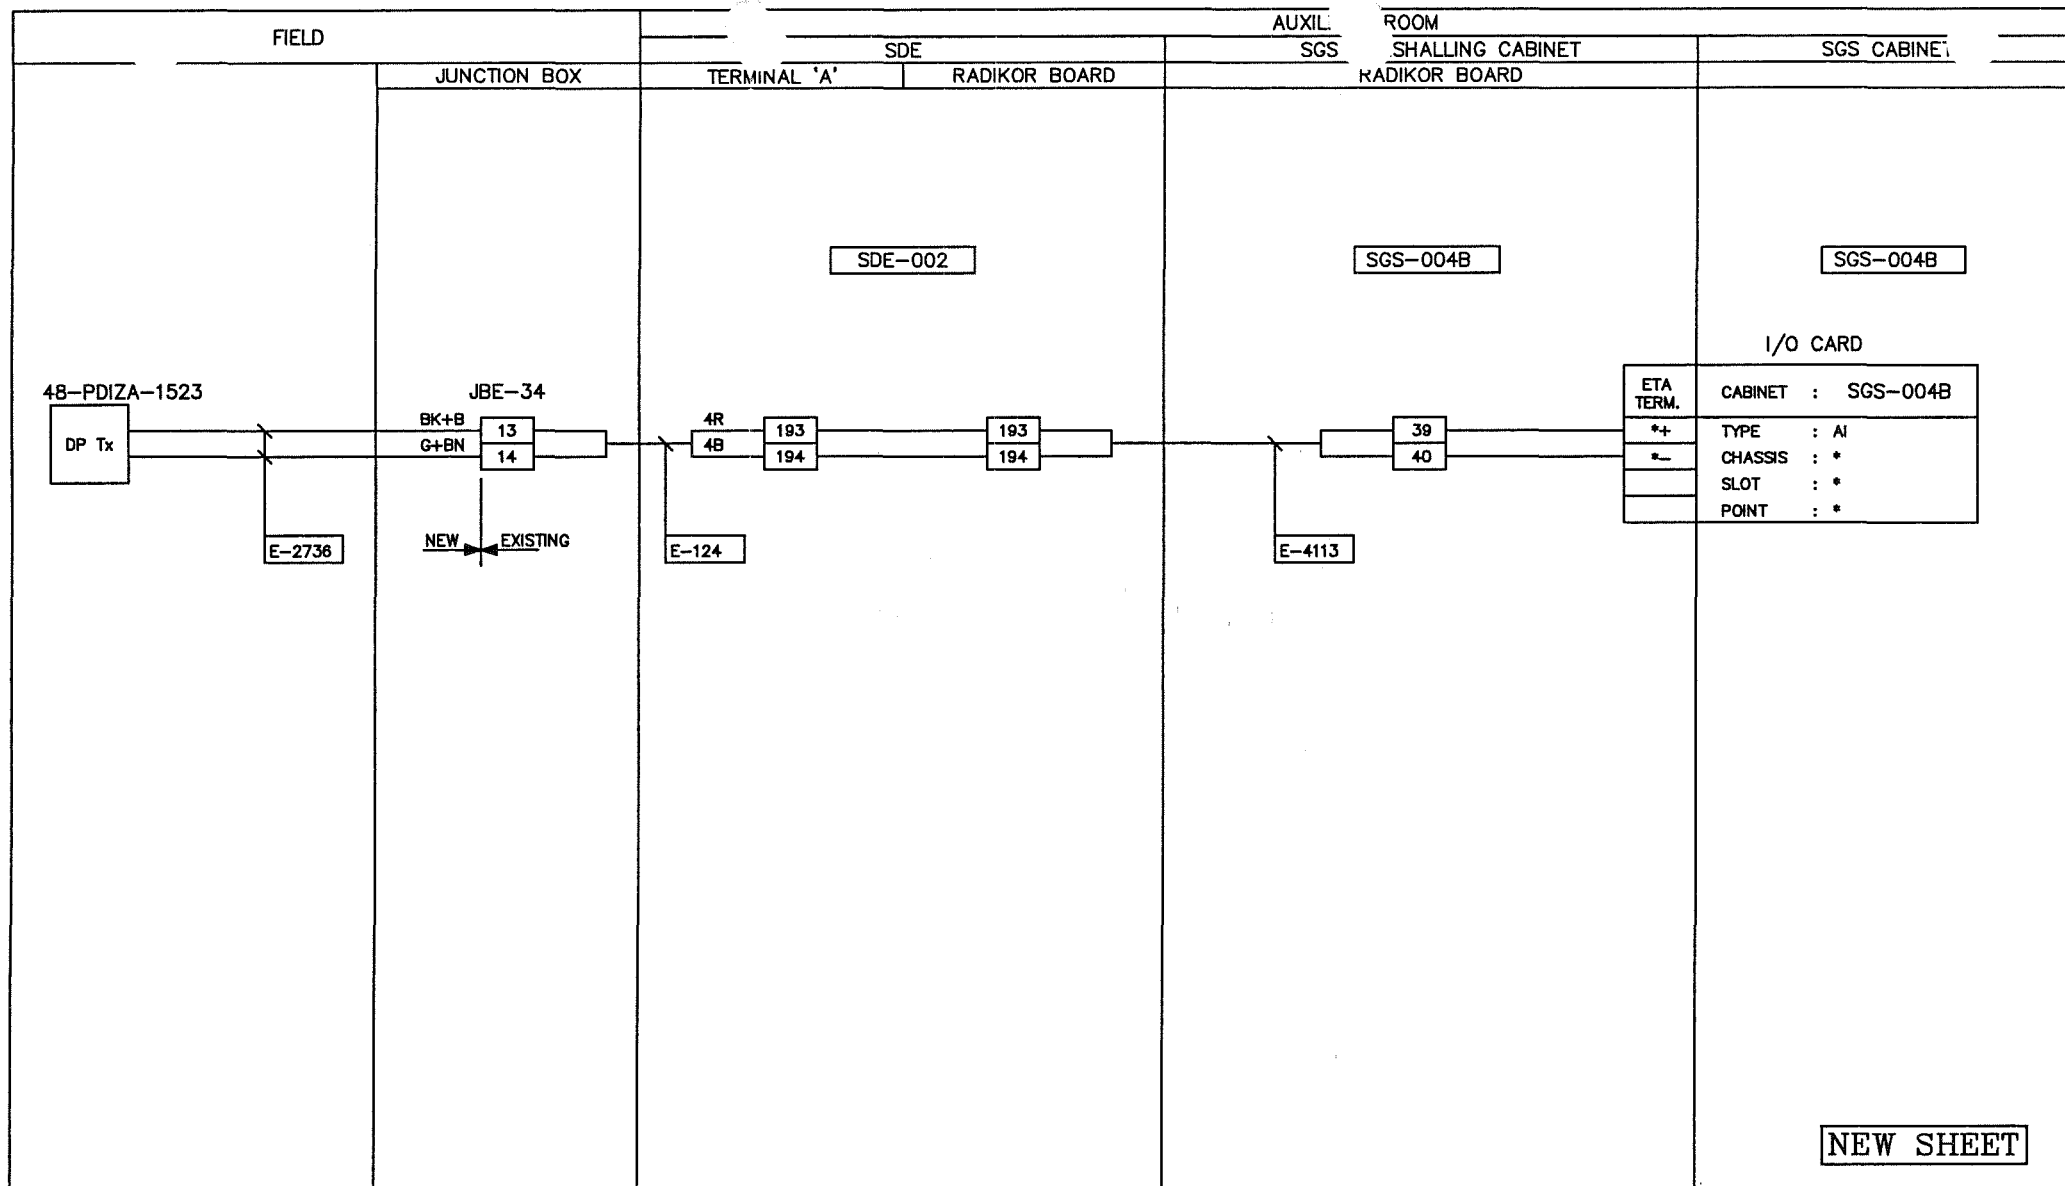 FIELD
AUXIL. ROOM
SDE
SGS SHALLING CABINET
SGS CABINET
JUNCTION BOX
TERMINAL 'A'
RADIKOR BOARD
RADIKOR BOARD
SDE-002
SGS-004B
SGS-004B
I/O CARD
48-PDIZA-1523
JBE-34
ETA TERM.
CABINET : SGS-004B
DP Tx
BK+B 13
G+BN 14
4R 193 193
4B 194 194
39
40
*+ TYPE : AI
*- CHASSIS : *
SLOT : *
POINT : *
NEW EXISTING
E-2736
E-124
E-4113
NEW SHEET